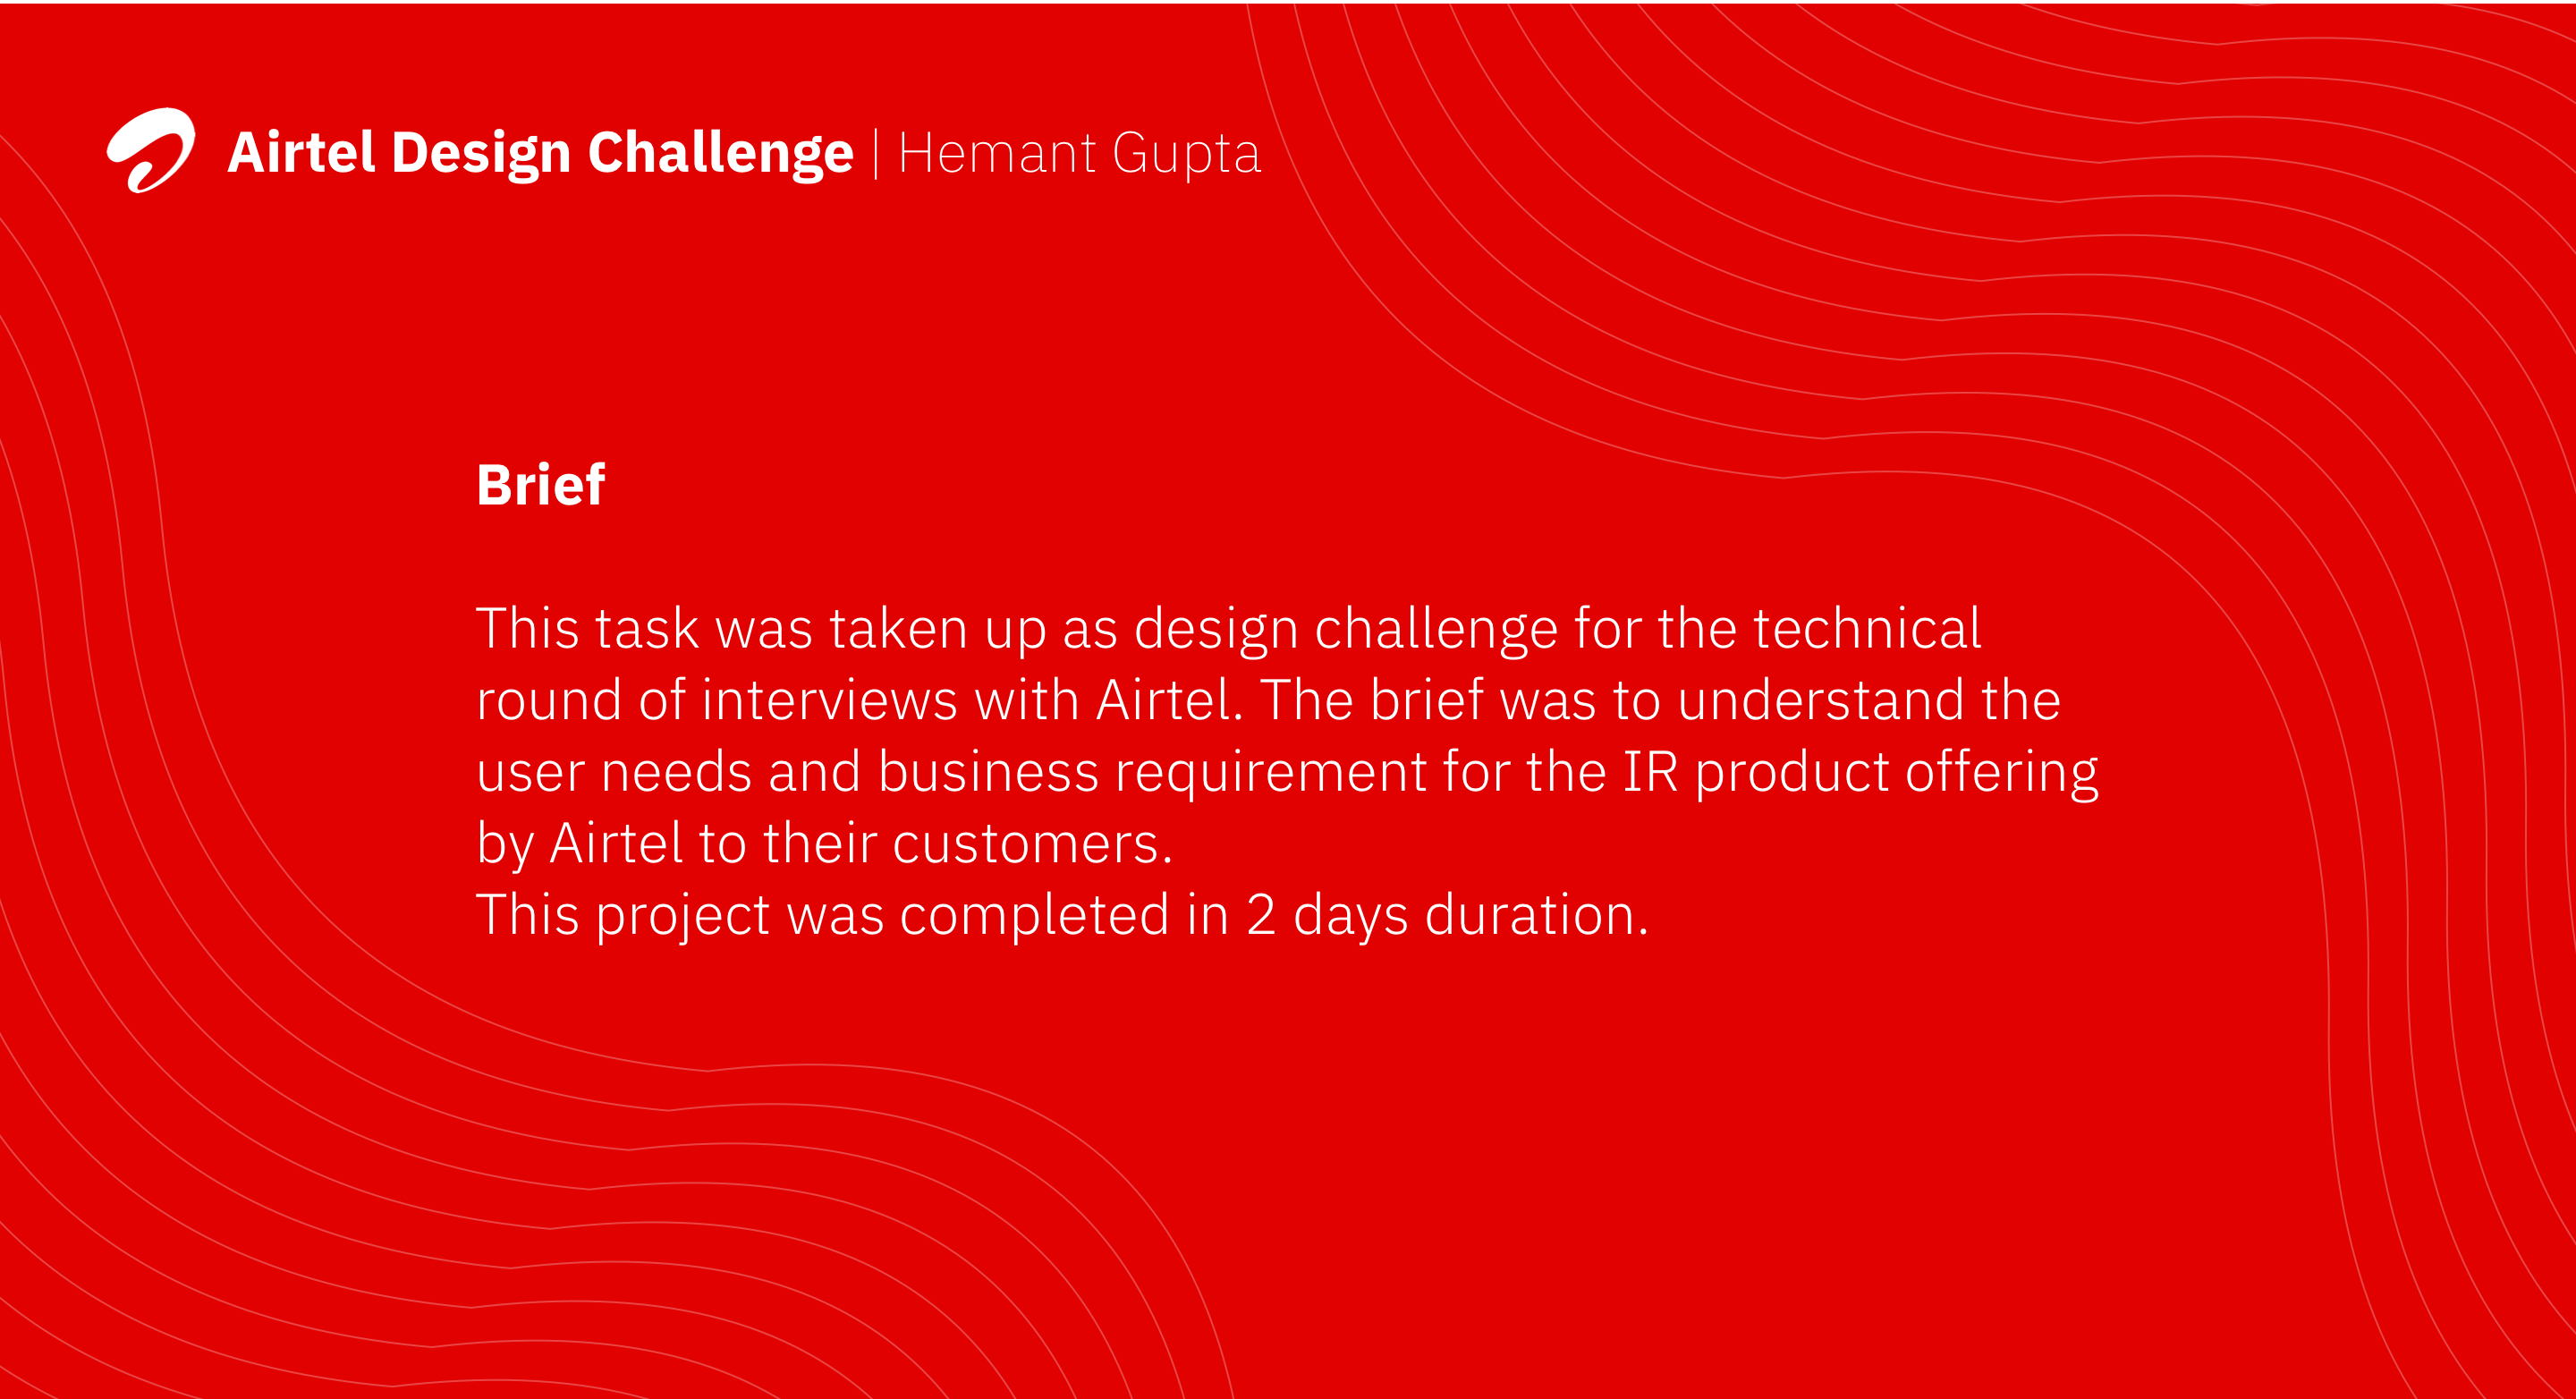 Airtel Design Challenge | Hemant Gupta
Brief
This task was taken up as design challenge for the technical
round of interviews with Airtel. The brief was to understand the
user needs and business requirement for the IR product offering
by Airtel to their customers.
This project was completed in 2 days duration.